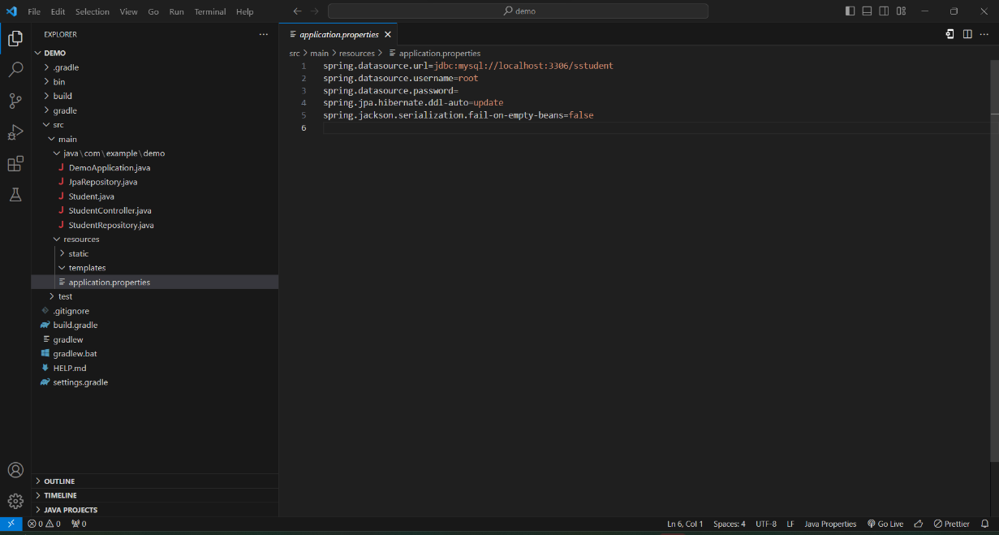 File Edit Selection View Go Run Terminal Help
demo
EXPLORER
DEMO
.gradle
bin
build
gradle
src
main
java\com\example\demo
DemoApplication.java
JpaRepository.java
Student.java
StudentController.java
StudentRepository.java
resources
static
templates
application.properties
test
.gitignore
build.gradle
gradlew
gradlew.bat
HELP.md
settings.gradle
OUTLINE
TIMELINE
JAVA PROJECTS
application.properties
src > main > resources > application.properties
1 spring.datasource.url=jdbc:mysql://localhost:3306/sstudent
2 spring.datasource.username=root
3 spring.datasource.password=
4 spring.jpa.hibernate.ddl-auto=update
5 spring.jackson.serialization.fail-on-empty-beans=false
6
0 0 0 Ln 6, Col 1 Spaces: 4 UTF-8 LF Java Properties Go Live Prettier